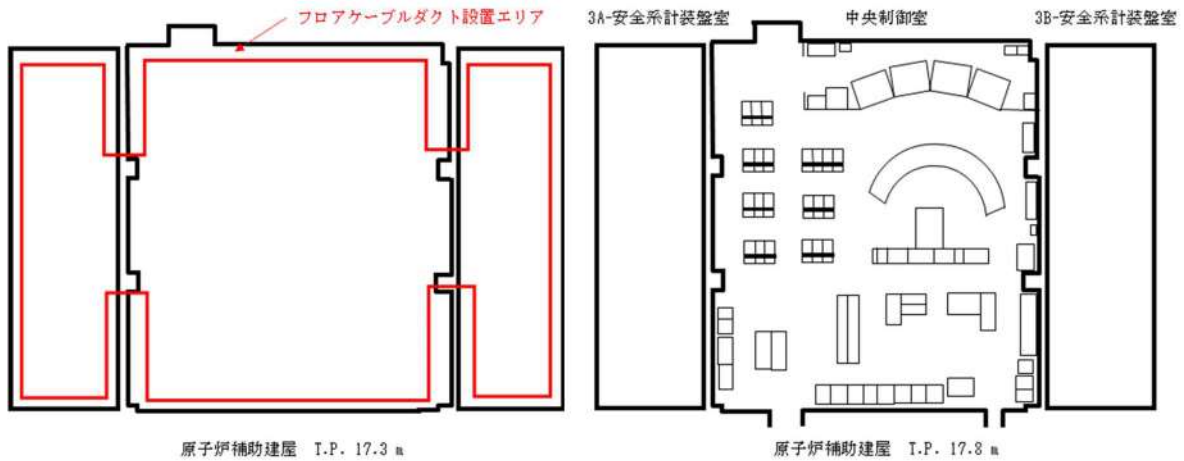 フロアケーブルダクト設置エリア
3A-安全系計装盤室
中央制御室
3B-安全系計装盤室
原子炉補助建屋 T.P. 17.3 m
原子炉補助建屋 T.P. 17.8 m